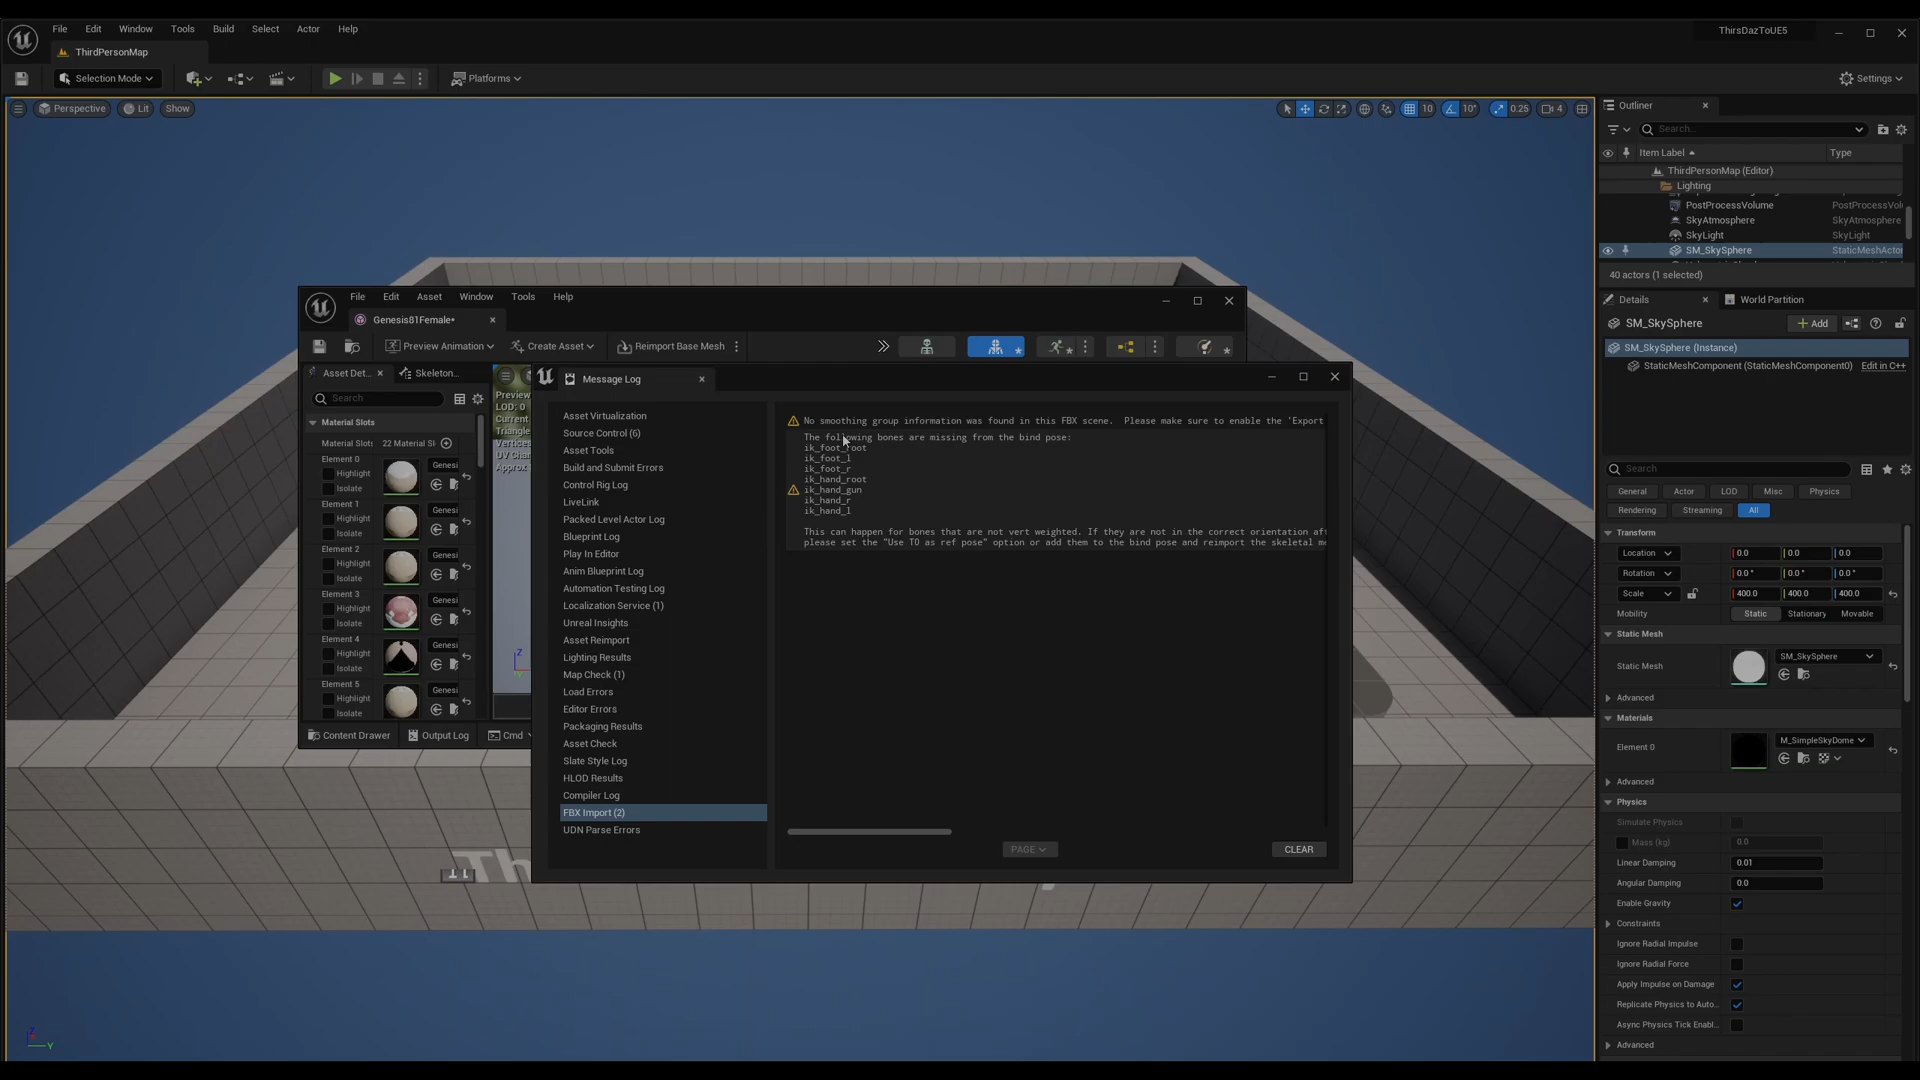 File Edit Window Tools Build Select Actor Help
ThirsDazToUE5
ThirdPersonMap
Selection Mode
Platforms
Settings
Perspective
Lit
Show
10
10°
0.25
4
Outliner
Search...
Item Label
Type
ThirdPersonMap (Editor)
Lighting
PostProcessVolume PostProcessVol
SkyAtmosphere SkyAtmosphere
SkyLight SkyLight
SM_SkySphere StaticMeshActor
40 actors (1 selected)
Details
World Partition
SM_SkySphere
Add
SM_SkySphere (Instance)
StaticMeshComponent (StaticMeshComponent0) Edit in C++
Search
General Actor LOD Misc Physics
Rendering Streaming All
Transform
Location 0.0 0.0 0.0
Rotation 0.0 ° 0.0 ° 0.0 °
Scale 400.0 400.0 400.0
Mobility Static Stationary Movable
Static Mesh
Static Mesh SM_SkySphere
Advanced
Materials
Element 0 M_SimpleSkyDome
Advanced
Physics
Simulate Physics
Mass (kg) 0.0
Linear Damping 0.01
Angular Damping 0.0
Enable Gravity
Constraints
Ignore Radial Impulse
Ignore Radial Force
Apply Impulse on Damage
Replicate Physics to Auto...
Async Physics Tick Enabl...
Advanced
File Edit Asset Window Tools Help
Genesis81Female*
Preview Animation
Create Asset
Reimport Base Mesh
Asset Det...
Skeleton...
Search
Material Slots
Material Slots 22 Material Sl
Element 0
Highlight
Isolate
Genesi
Element 1
Highlight
Isolate
Genesi
Element 2
Highlight
Isolate
Genesi
Element 3
Highlight
Isolate
Genesi
Element 4
Highlight
Isolate
Genesi
Element 5
Highlight
Isolate
Genesi
Preview
LOD: 0
Current
Triangle
Vertices
UV Chan
Approx
Z
Content Drawer
Output Log
Cmd
Message Log
Asset Virtualization
Source Control (6)
Asset Tools
Build and Submit Errors
Control Rig Log
LiveLink
Packed Level Actor Log
Blueprint Log
Play In Editor
Anim Blueprint Log
Automation Testing Log
Localization Service (1)
Unreal Insights
Asset Reimport
Lighting Results
Map Check (1)
Load Errors
Editor Errors
Packaging Results
Asset Check
Slate Style Log
HLOD Results
Compiler Log
FBX Import (2)
UDN Parse Errors
No smoothing group information was found in this FBX scene. Please make sure to enable the 'Export
The following bones are missing from the bind pose:
ik_foot_root
ik_foot_l
ik_foot_r
ik_hand_root
ik_hand_gun
ik_hand_r
ik_hand_l
This can happen for bones that are not vert weighted. If they are not in the correct orientation aft
please set the "Use T0 as ref pose" option or add them to the bind pose and reimport the skeletal me
PAGE
CLEAR
Th
Z
Y